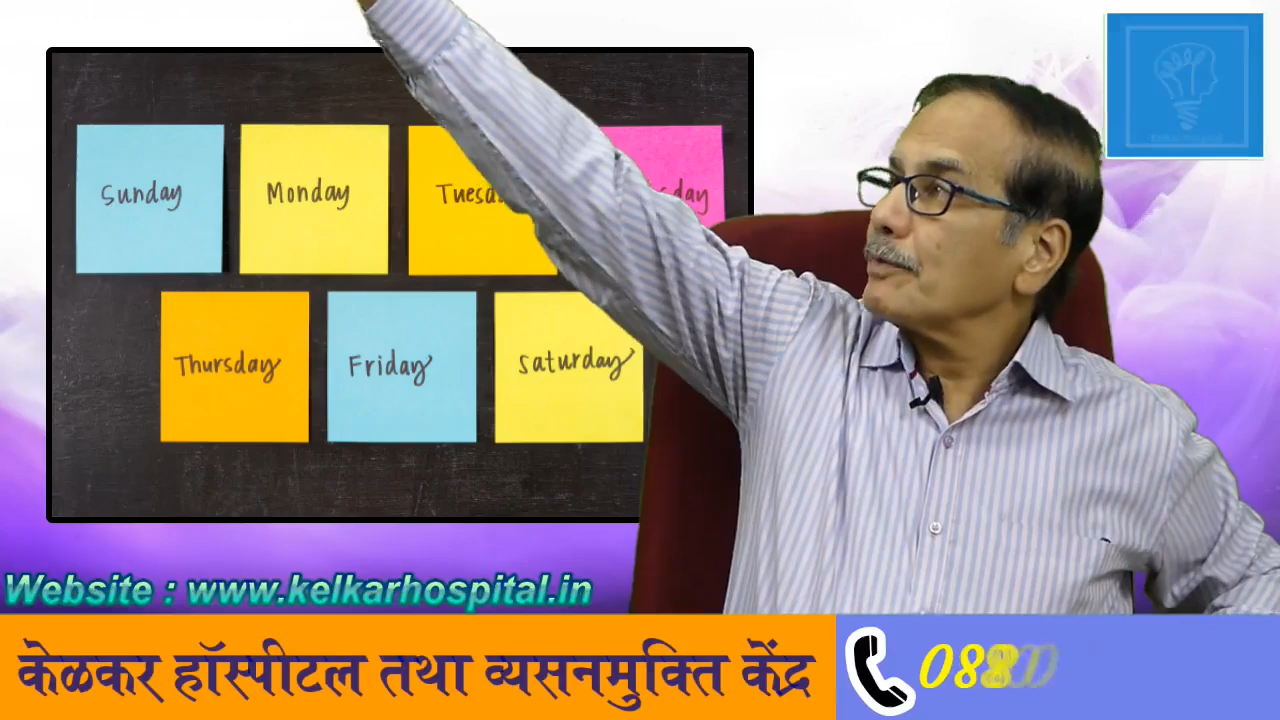 Sunday Monday
Thursday Friday Saturday
Website : www.kelkarhospital.in
केळकर हॉस्पीटल तथा व्यसनमुक्ति केंद्र